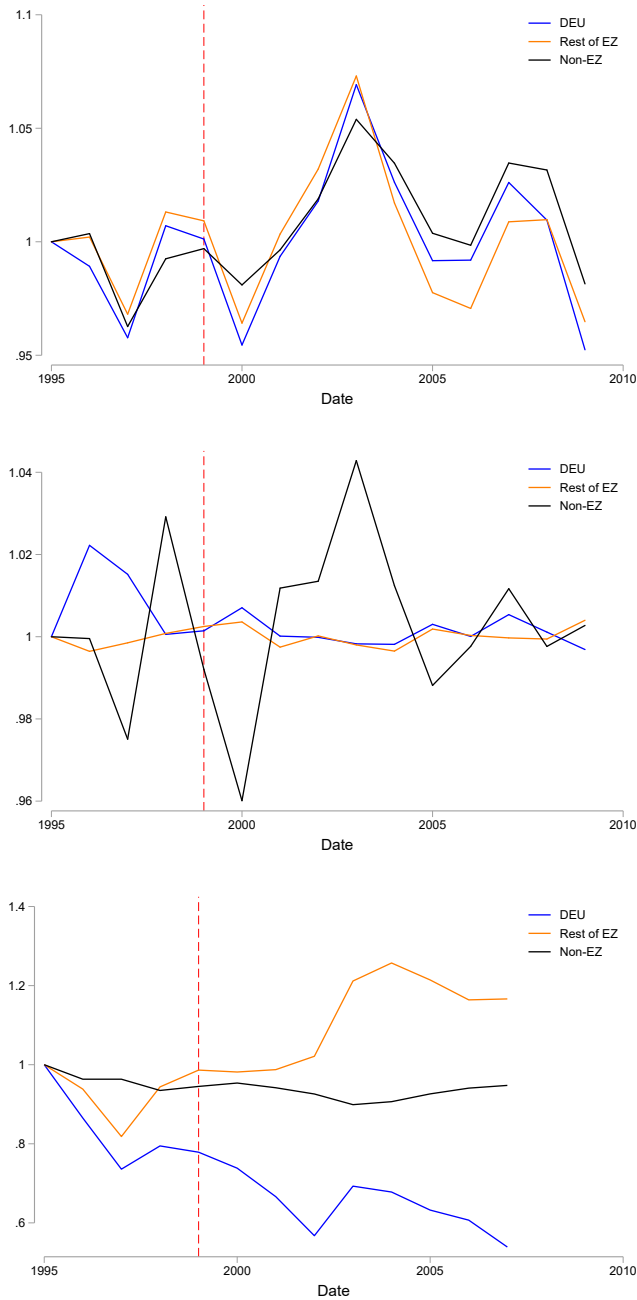 1.1
1.05
1
.95
DEU
Rest of EZ
Non-EZ
1995 2000 2005 2010
Date
1.04
1.02
1
.98
.96
DEU
Rest of EZ
Non-EZ
1995 2000 2005 2010
Date
1.4
1.2
1
.8
.6
DEU
Rest of EZ
Non-EZ
1995 2000 2005 2010
Date